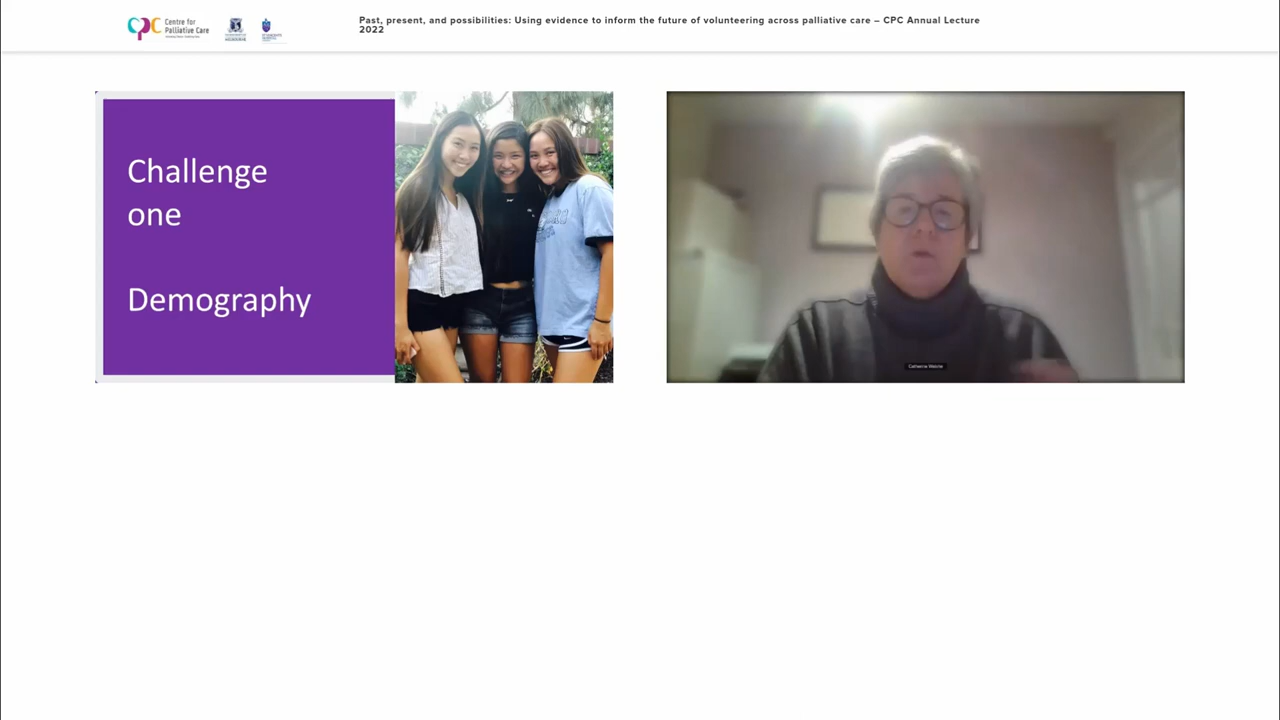 Centre for
Palliative Care
Past, present, and possibilities: Using evidence to inform the future of volunteering across palliative care – CPC Annual Lecture
2022
Challenge
one
Demography